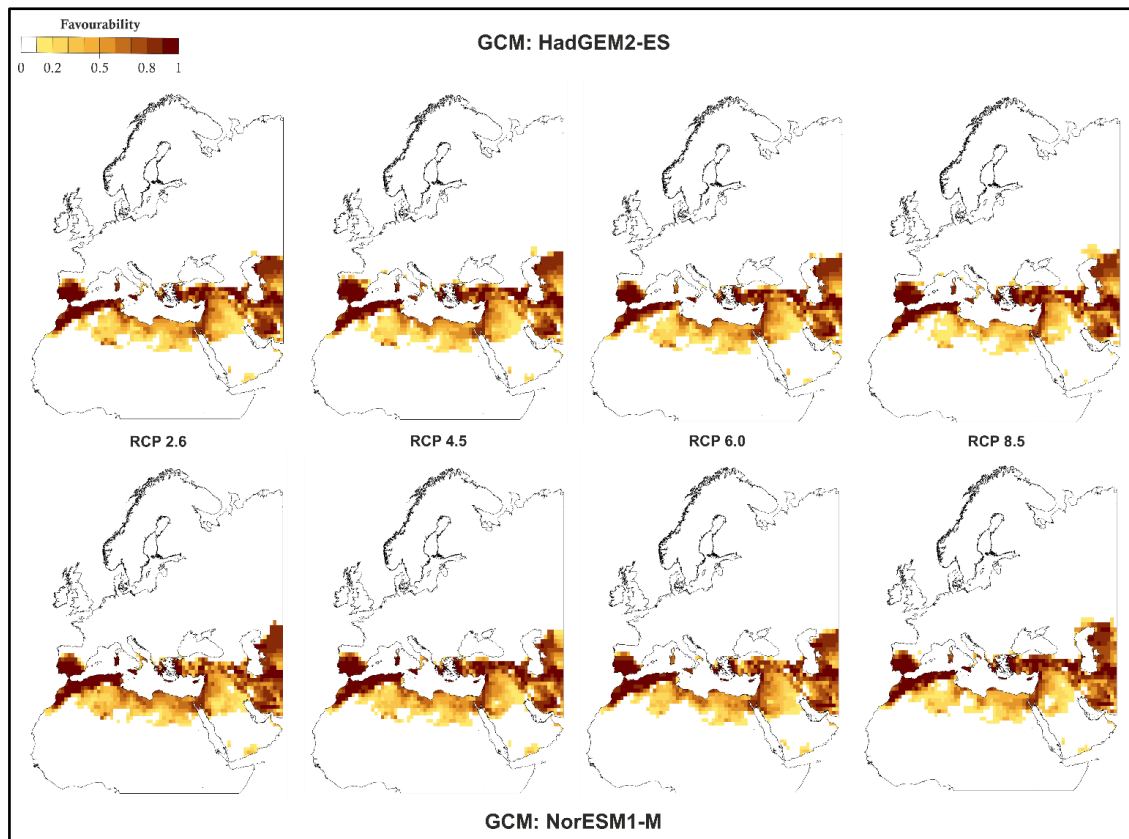 Favourability
0 0.2 0.5 0.8 1
GCM: HadGEM2-ES
RCP 2.6 RCP 4.5 RCP 6.0 RCP 8.5
GCM: NorESM1-M